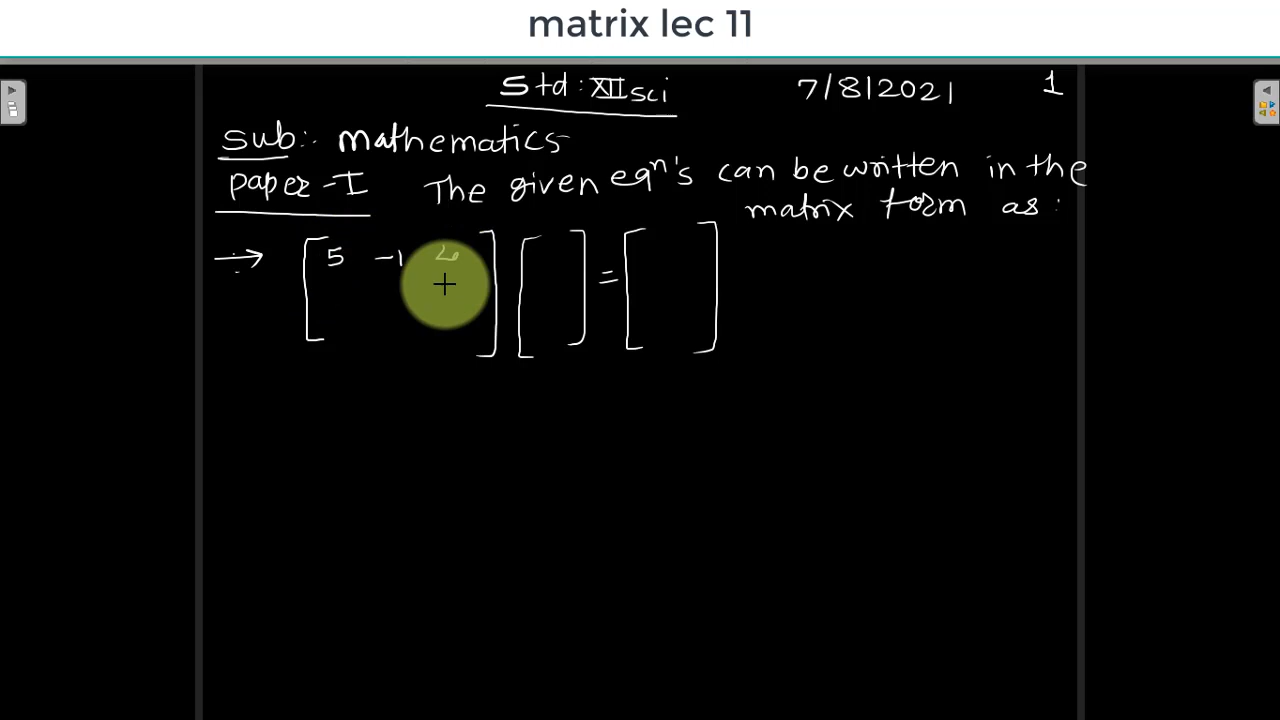 matrix lec 11
Std: XII sci 7/8/2021 1
Sub:- Mathematics
Paper-I The given eqn's can be written in the
matrix form as:
→ [ 5 -1 ] [ ] = [ ]